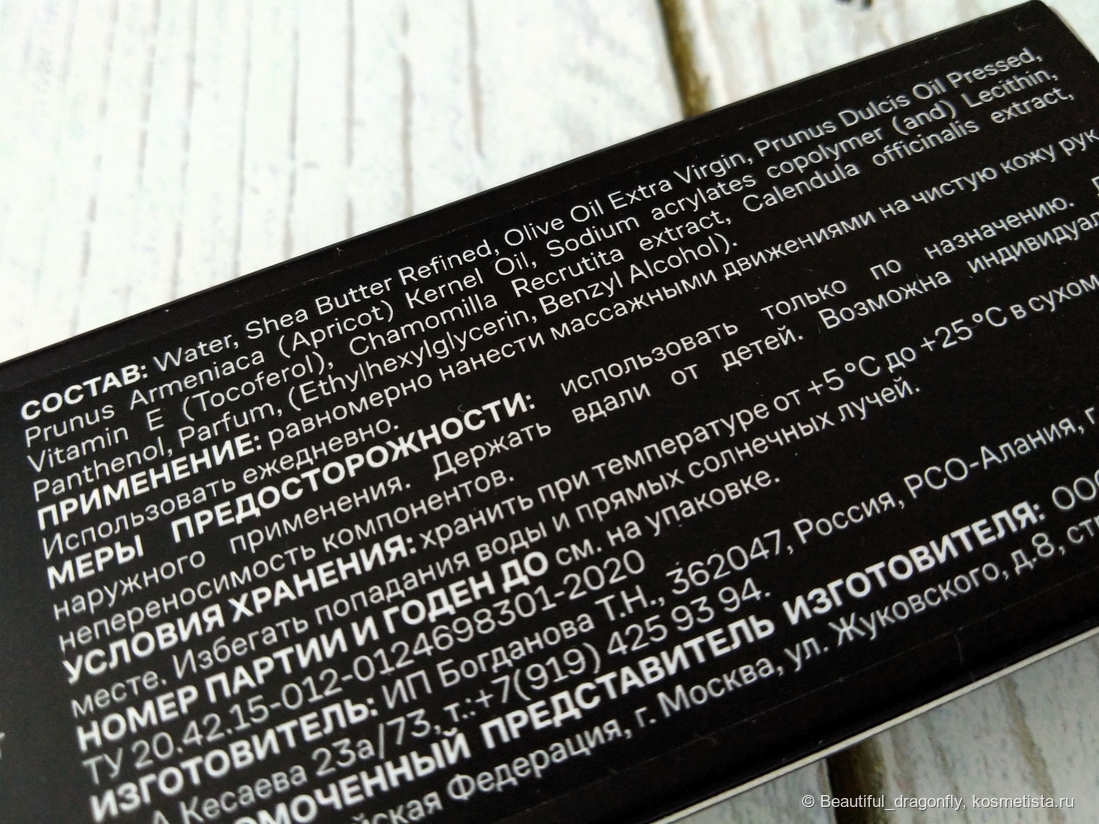 СОСТАВ: Water, Shea Butter Refined, Olive Oil Extra Virgin, Prunus Dulcis Oil Pressed,
Prunus Armeniaca (Apricot) Kernel Oil, Sodium acrylates copolymer (and) Lecithin,
Vitamin E (Tocoferol), Chamomilla Recrutita extract, Calendula officinalis extract,
Panthenol, Parfum, (Ethylhexylglycerin, Benzyl Alcohol).
ПРИМЕНЕНИЕ: равномерно нанести массажными движениями на чистую кожу рук
Использовать ежедневно.
МЕРЫ ПРЕДОСТОРОЖНОСТИ: использовать только по назначению.
наружного применения. Держать вдали от детей. Возможна индивидуал
непереносимость компонентов.
УСЛОВИЯ ХРАНЕНИЯ: хранить при температуре от +5 °C до +25 °C в сухом
месте. Избегать попадания воды и прямых солнечных лучей.
НОМЕР ПАРТИИ И ГОДЕН ДО см. на упаковке.
ТУ 20.42.15-012-0124698301-2020
ИЗГОТОВИТЕЛЬ: ИП Богданова Т.Н., 362047, Россия, РСО-Алания, г
А.Кесаева 23а/73, т.:+7(919) 425 93 94.
ОМОЧЕННЫЙ ПРЕДСТАВИТЕЛЬ ИЗГОТОВИТЕЛЯ: ООО
йская Федерация, г. Москва, ул. Жуковского, д.8, стр
© Beautiful_dragonfly, kosmetista.ru